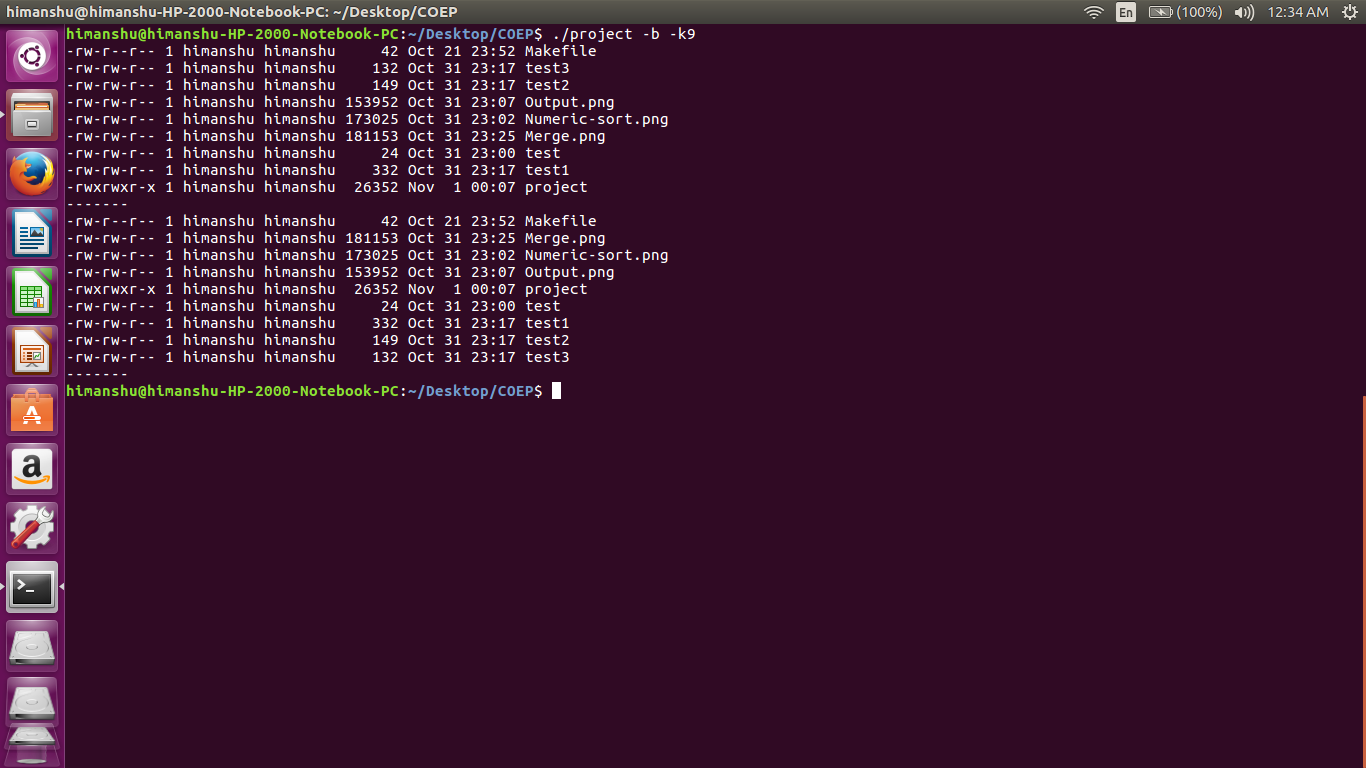 himanshu@himanshu-HP-2000-Notebook-PC: ~/Desktop/COEP En (100%) 12:34 AM
himanshu@himanshu-HP-2000-Notebook-PC:~/Desktop/COEP$ ./project -b -k9
-rw-r--r-- 1 himanshu himanshu     42 Oct 21 23:52 Makefile
-rw-rw-r-- 1 himanshu himanshu    132 Oct 31 23:17 test3
-rw-rw-r-- 1 himanshu himanshu    149 Oct 31 23:17 test2
-rw-rw-r-- 1 himanshu himanshu 153952 Oct 31 23:07 Output.png
-rw-rw-r-- 1 himanshu himanshu 173025 Oct 31 23:02 Numeric-sort.png
-rw-rw-r-- 1 himanshu himanshu 181153 Oct 31 23:25 Merge.png
-rw-rw-r-- 1 himanshu himanshu     24 Oct 31 23:00 test
-rw-rw-r-- 1 himanshu himanshu    332 Oct 31 23:17 test1
-rwxrwxr-x 1 himanshu himanshu  26352 Nov  1 00:07 project
-------
-rw-r--r-- 1 himanshu himanshu     42 Oct 21 23:52 Makefile
-rw-rw-r-- 1 himanshu himanshu 181153 Oct 31 23:25 Merge.png
-rw-rw-r-- 1 himanshu himanshu 173025 Oct 31 23:02 Numeric-sort.png
-rw-rw-r-- 1 himanshu himanshu 153952 Oct 31 23:07 Output.png
-rwxrwxr-x 1 himanshu himanshu  26352 Nov  1 00:07 project
-rw-rw-r-- 1 himanshu himanshu     24 Oct 31 23:00 test
-rw-rw-r-- 1 himanshu himanshu    332 Oct 31 23:17 test1
-rw-rw-r-- 1 himanshu himanshu    149 Oct 31 23:17 test2
-rw-rw-r-- 1 himanshu himanshu    132 Oct 31 23:17 test3
-------
himanshu@himanshu-HP-2000-Notebook-PC:~/Desktop/COEP$